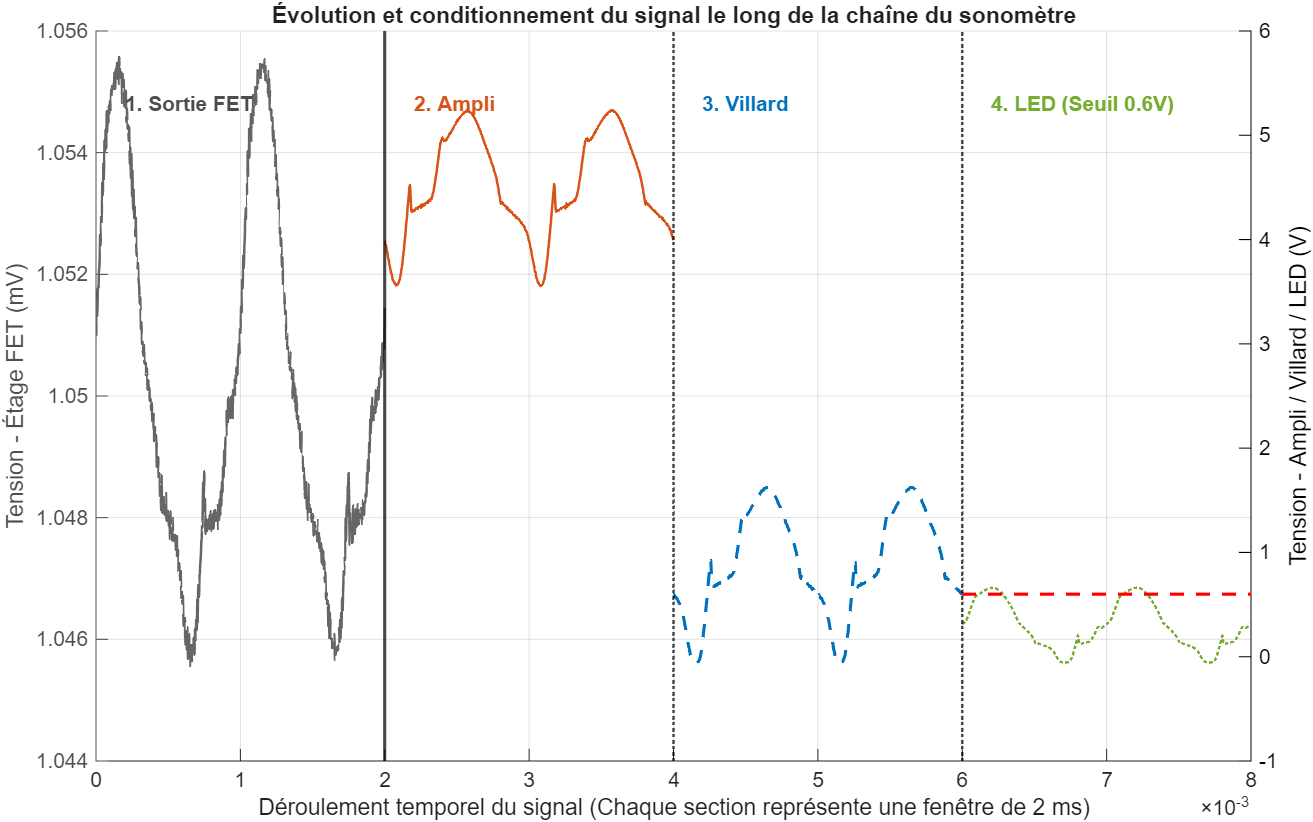 Évolution et conditionnement du signal le long de la chaîne du sonomètre
1. Sortie FET
2. Ampli
3. Villard
4. LED (Seuil 0.6V)
Tension - Étage FET (mV)
1.056
1.054
1.052
1.05
1.048
1.046
1.044
Tension - Ampli / Villard / LED (V)
6
5
4
3
2
1
0
-1
0 1 2 3 4 5 6 7 8
Déroulement temporel du signal (Chaque section représente une fenêtre de 2 ms)
×10⁻³